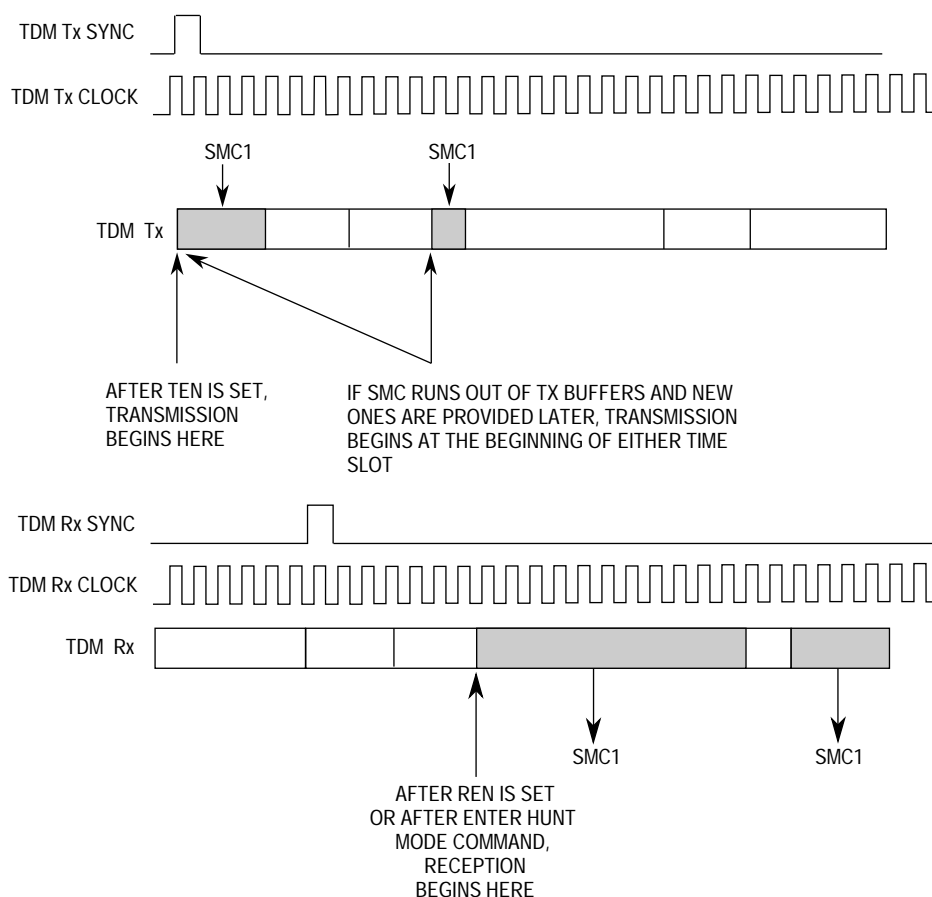 TDM Tx SYNC
TDM Tx CLOCK
SMC1
SMC1
TDM Tx
AFTER TEN IS SET,
TRANSMISSION
BEGINS HERE
IF SMC RUNS OUT OF TX BUFFERS AND NEW
ONES ARE PROVIDED LATER, TRANSMISSION
BEGINS AT THE BEGINNING OF EITHER TIME
SLOT
TDM Rx SYNC
TDM Rx CLOCK
TDM Rx
SMC1
SMC1
AFTER REN IS SET
OR AFTER ENTER HUNT
MODE COMMAND,
RECEPTION
BEGINS HERE